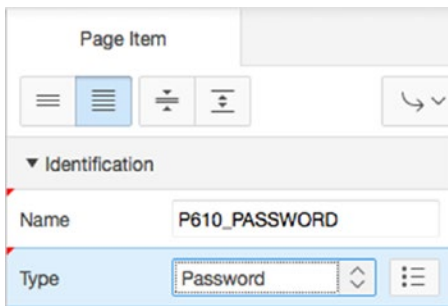 Page Item
Identification
Name P610_PASSWORD
Type Password